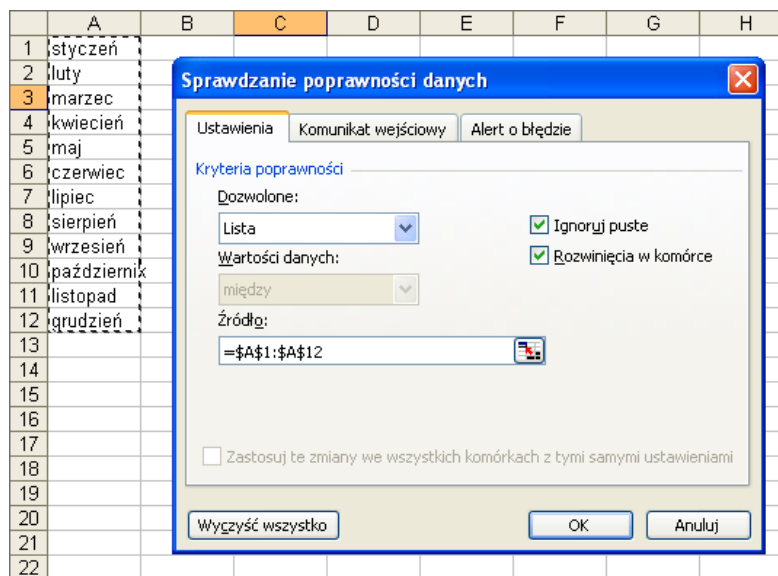 A B C D E F G H
1 styczeń
2 luty
3 marzec
4 kwiecień
5 maj
6 czerwiec
7 lipiec
8 sierpień
9 wrzesień
10 październik
11 listopad
12 grudzień
13
14
15
16
17
18
19
20
21
22
Sprawdzanie poprawności danych
Ustawienia Komunikat wejściowy Alert o błędzie
Kryteria poprawności
Dozwolone:
Lista
Ignoruj puste
Wartości danych:
Rozwinięcia w komórce
między
Źródło:
=$A$1:$A$12
Zastosuj te zmiany we wszystkich komórkach z tymi samymi ustawieniami
Wyczyść wszystko OK Anuluj